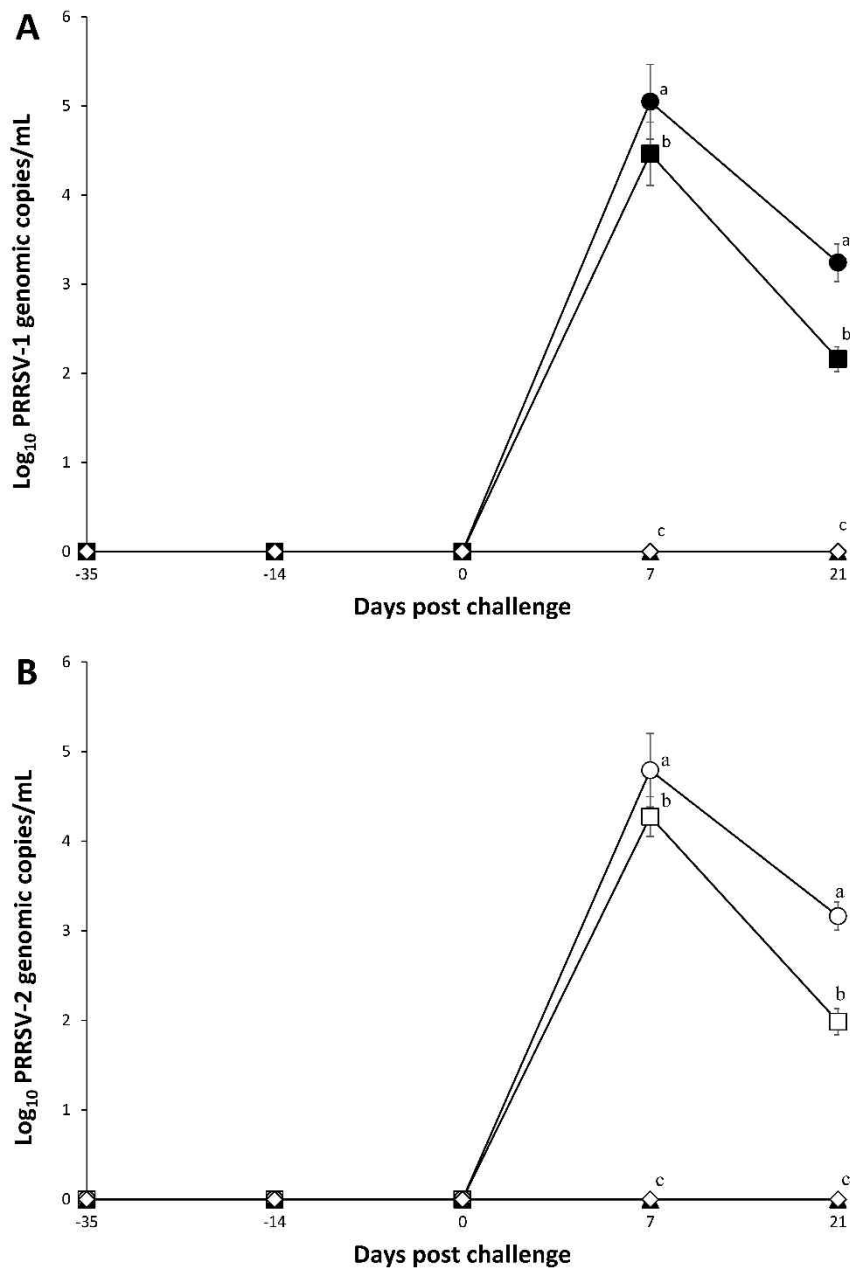 A
Log₁₀ PRRSV-1 genomic copies/mL
6
5
4
3
2
1
0
a
b
a
b
c
c
-35
-14
0
7
21
Days post challenge
B
Log₁₀ PRRSV-2 genomic copies/mL
6
5
4
3
2
1
0
a
b
a
b
c
c
-35
-14
0
7
21
Days post challenge